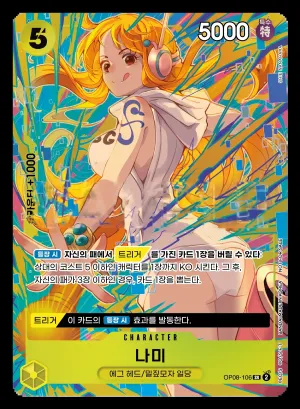 5
5000
특
카운터 +1000
등장 시 자신의 패에서 트리거 를 가진 카드 1장을 버릴 수 있다:
상대의 코스트 5 이하인 캐릭터를 1장까지 KO 시킨다. 그 후,
자신의 패가 3장 이하인 경우, 카드 1장을 뽑는다.
트리거 이 카드의 등장 시 효과를 발동한다.
CHARACTER
나미
에그 헤드/밀짚모자 일당
OP08-106 SR 2